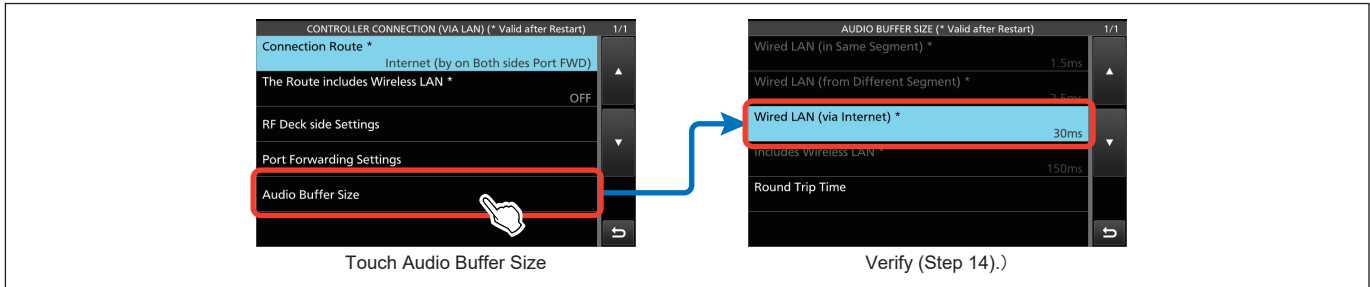 CONTROLLER CONNECTION (VIA LAN) (* Valid after Restart) 1/1
Connection Route *
Internet (by on Both sides Port FWD)
The Route includes Wireless LAN *
OFF
RF Deck side Settings
Port Forwarding Settings
Audio Buffer Size
Touch Audio Buffer Size
AUDIO BUFFER SIZE (* Valid after Restart) 1/1
Wired LAN (in Same Segment) *
1.5ms
Wired LAN (from Different Segment) *
2.5ms
Wired LAN (via Internet) *
30ms
Includes Wireless LAN *
150ms
Round Trip Time
Verify (Step 14).）